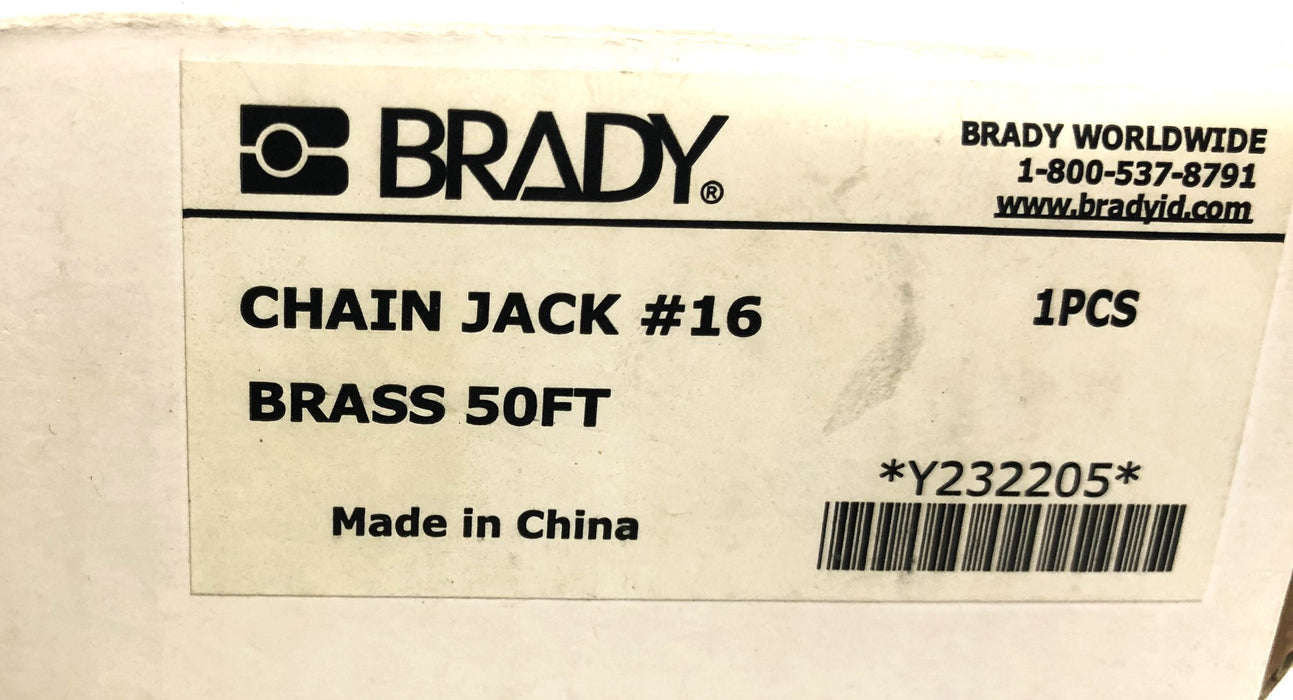 BRADY®
BRADY WORLDWIDE
1-800-537-8791
www.bradyid.com
CHAIN JACK #16
1PCS
BRASS 50FT
*Y232205*
Made in China